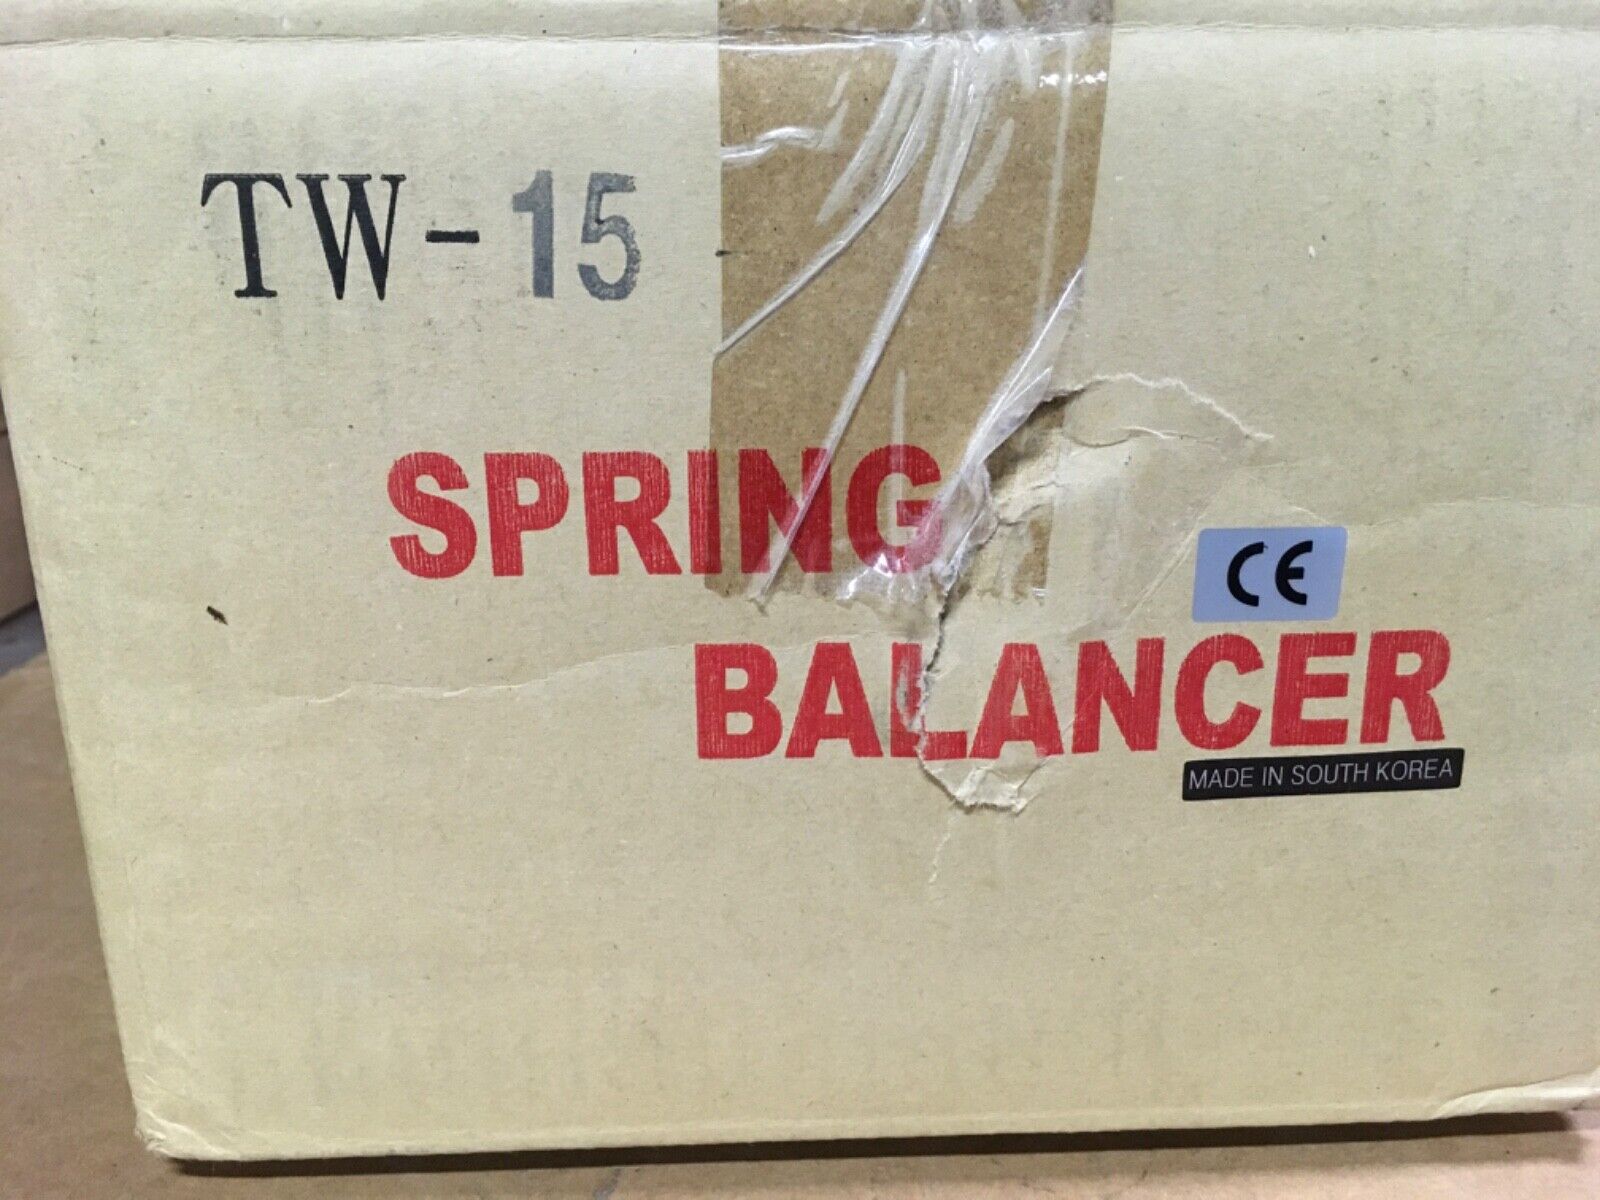 TW-15
SPRING
CE
BALANCER
MADE IN SOUTH KOREA